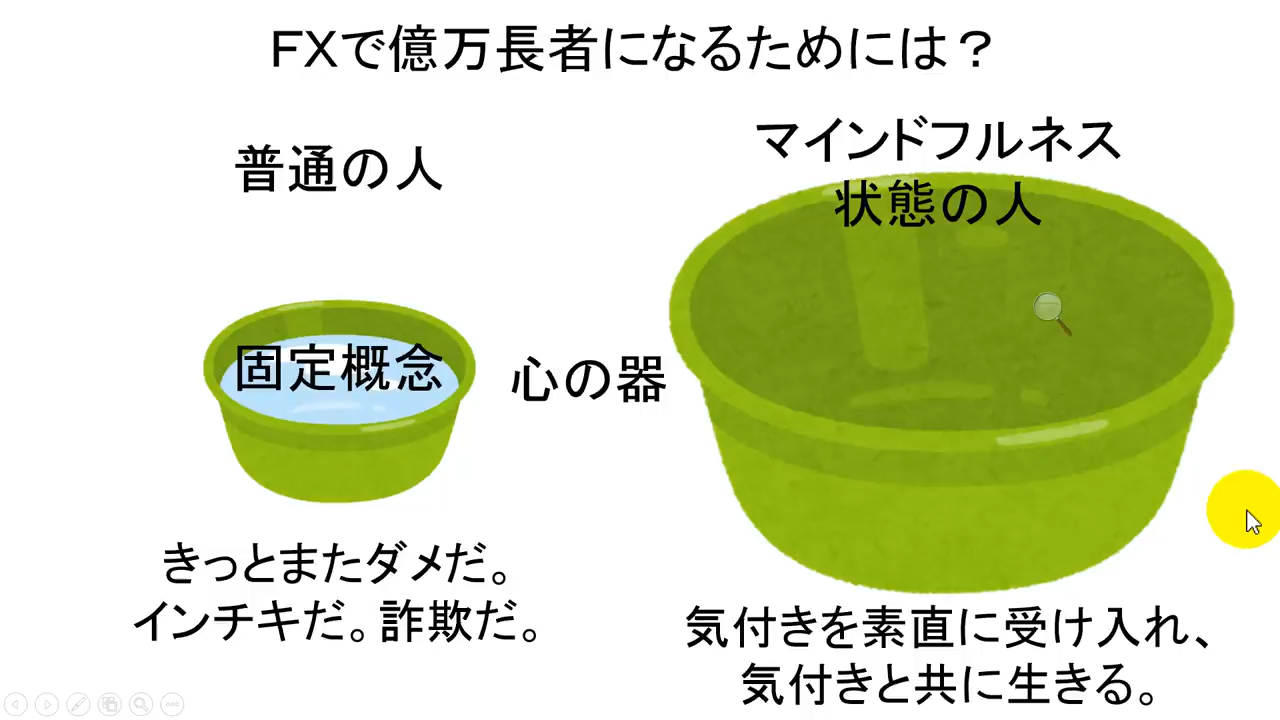 ＦＸで億万長者になるためには？
普通の人
マインドフルネス
状態の人
固定概念
心の器
きっとまたダメだ。
インチキだ。詐欺だ。
気付きを素直に受け入れ、
気付きと共に生きる。